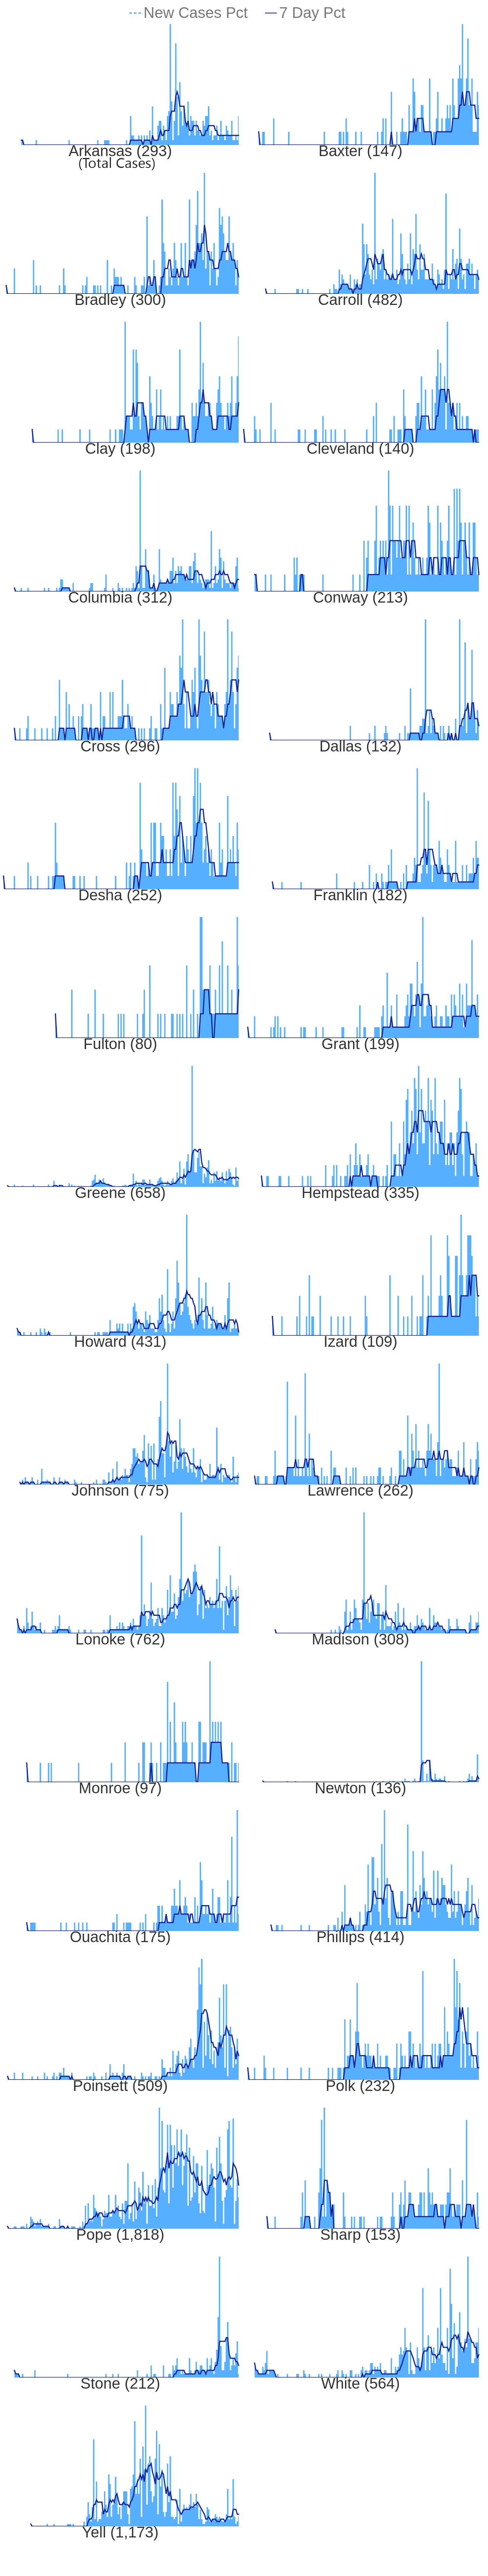 New Cases Pct 7 Day Pct
Arkansas (293) Baxter (147)
(Total Cases)
Bradley (300) Carroll (482)
Clay (198) Cleveland (140)
Columbia (312) Conway (213)
Cross (296) Dallas (132)
Desha (252) Franklin (182)
Fulton (80) Grant (199)
Greene (658) Hempstead (335)
Howard (431) Izard (109)
Johnson (775) Lawrence (262)
Lonoke (762) Madison (308)
Monroe (97) Newton (136)
Ouachita (175) Phillips (414)
Poinsett (509) Polk (232)
Pope (1,818) Sharp (153)
Stone (212) White (564)
Yell (1,173)